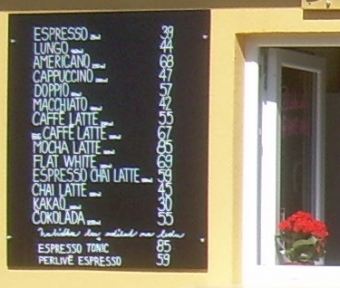 ESPRESSO 39
LUNGO 44
AMERICANO 68
CAPPUCCINO 47
DOPPIO 57
MACCHIATO 42
CAFFÈ LATTE 55
CAFFÈ LATTE 67
MOCHA LATTE 85
FLAT WHITE 69
ESPRESSO CHAI LATTE 59
CHAI LATTE 45
KAKAO 30
ČOKOLÁDA 55
ESPRESSO TONIC 85
PERLIVÉ ESPRESSO 59